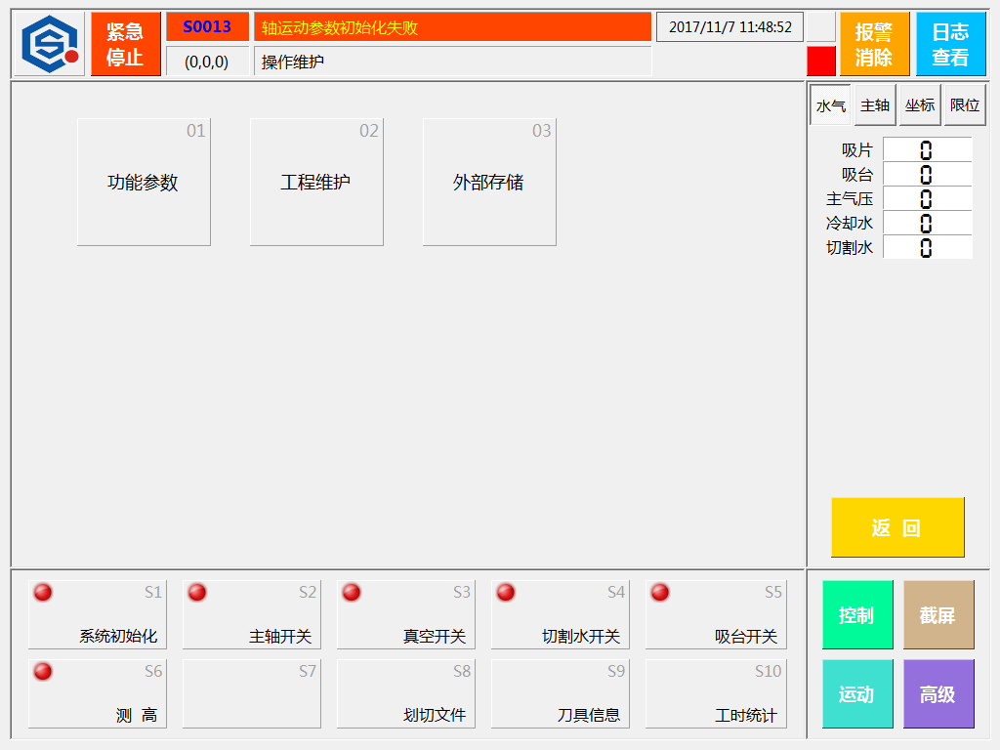 紧急
停止
S0013
轴运动参数初始化失败
2017/11/7 11:48:52
报警
消除
日志
查看
(0,0,0)
操作维护
水气
主轴
坐标
限位
01
功能参数
02
工程维护
03
外部存储
吸片 0
吸台 0
主气压 0
冷却水 0
切割水 0
返 回
S1
系统初始化
S2
主轴开关
S3
真空开关
S4
切割水开关
S5
吸台开关
S6
测 高
S7
S8
划切文件
S9
刀具信息
S10
工时统计
控制
截屏
运动
高级